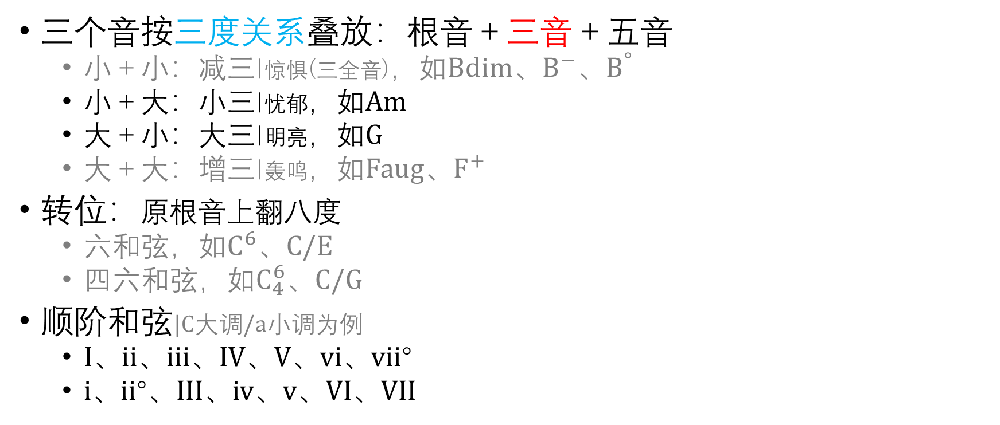 • 三个音按三度关系叠放：根音 + 三音 + 五音
• 小 + 小：减三|惊惧(三全音)，如Bdim、B⁻、B°
• 小 + 大：小三|忧郁，如Am
• 大 + 小：大三|明亮，如G
• 大 + 大：增三|轰鸣，如Faug、F⁺
• 转位：原根音上翻八度
• 六和弦，如C⁶、C/E
• 四六和弦，如C⁶₄、C/G
• 顺阶和弦|C大调/a小调为例
• I、ii、iii、IV、V、vi、vii°
• i、ii°、III、iv、v、VI、VII